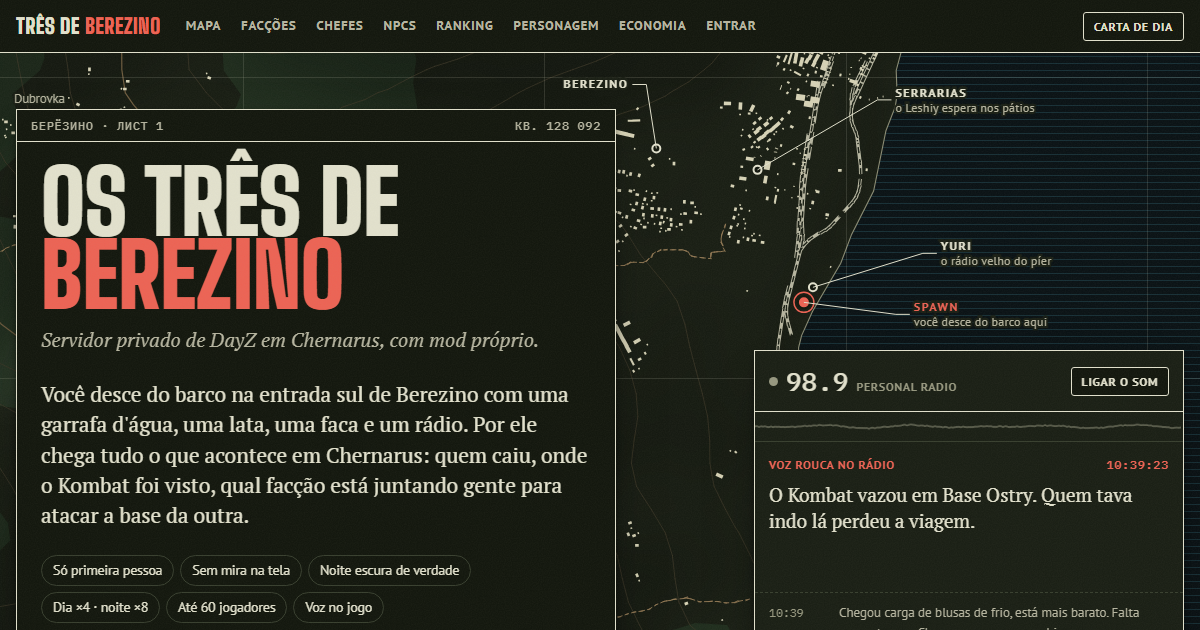 TRÊS DE BEREZINO
MAPA FACÇÕES CHEFES NPCS RANKING PERSONAGEM ECONOMIA ENTRAR
CARTA DE DIA
Dubrovka
БЕРЁЗИНО · ЛИСТ 1
КВ. 128 092
OS TRÊS DE
BEREZINO
Servidor privado de DayZ em Chernarus, com mod próprio.
Você desce do barco na entrada sul de Berezino com uma
garrafa d'água, uma lata, uma faca e um rádio. Por ele
chega tudo o que acontece em Chernarus: quem caiu, onde
o Kombat foi visto, qual facção está juntando gente para
atacar a base da outra.
Só primeira pessoa
Sem mira na tela
Noite escura de verdade
Dia ×4 · noite ×8
Até 60 jogadores
Voz no jogo
BEREZINO
SERRARIAS
o Leshiy espera nos pátios
YURI
o rádio velho do píer
SPAWN
você desce do barco aqui
98.9 PERSONAL RADIO
LIGAR O SOM
VOZ ROUCA NO RÁDIO
10:39:23
O Kombat vazou em Base Ostry. Quem tava
indo lá perdeu a viagem.
10:39
Chegou carga de blusas de frio, está mais barato. Falta